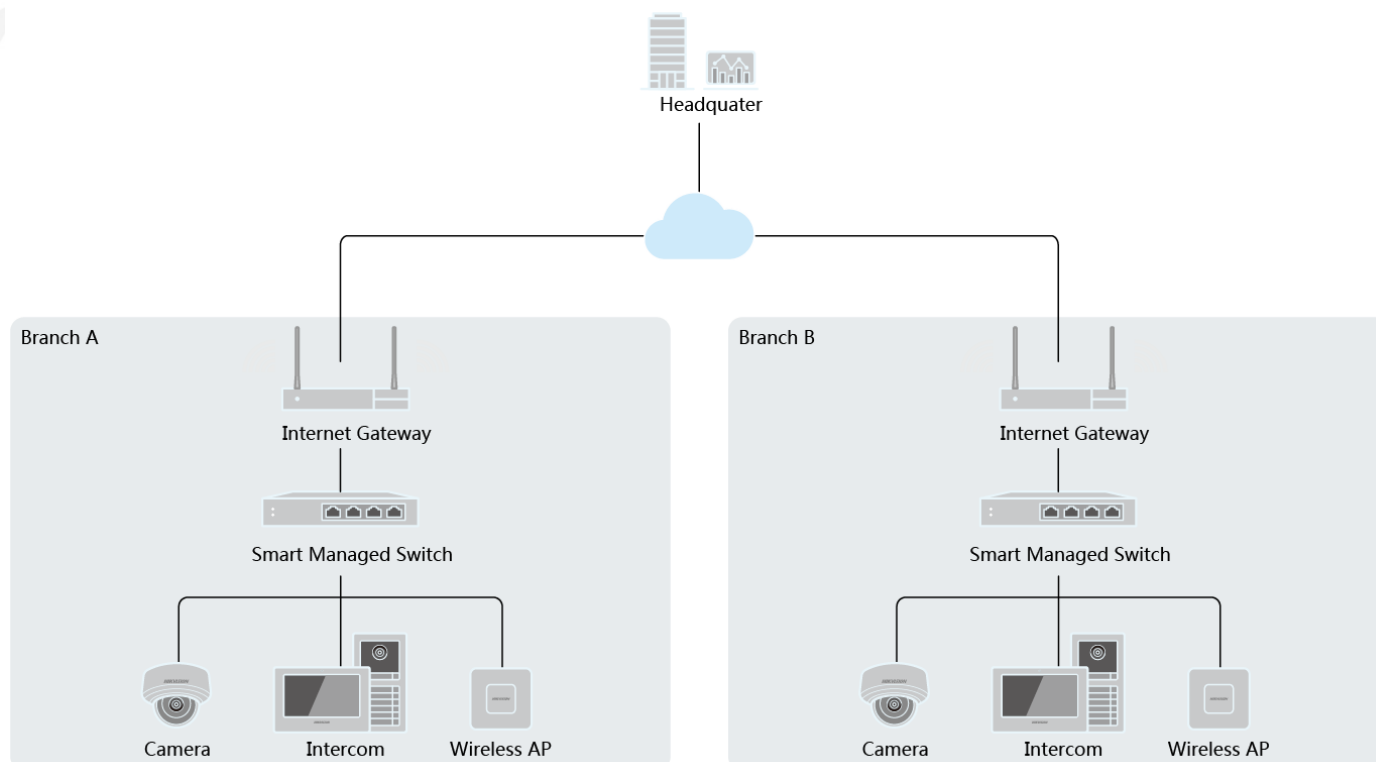 Headquater
Branch A
Branch B
Internet Gateway
Internet Gateway
Smart Managed Switch
Smart Managed Switch
Camera
Intercom
Wireless AP
Camera
Intercom
Wireless AP